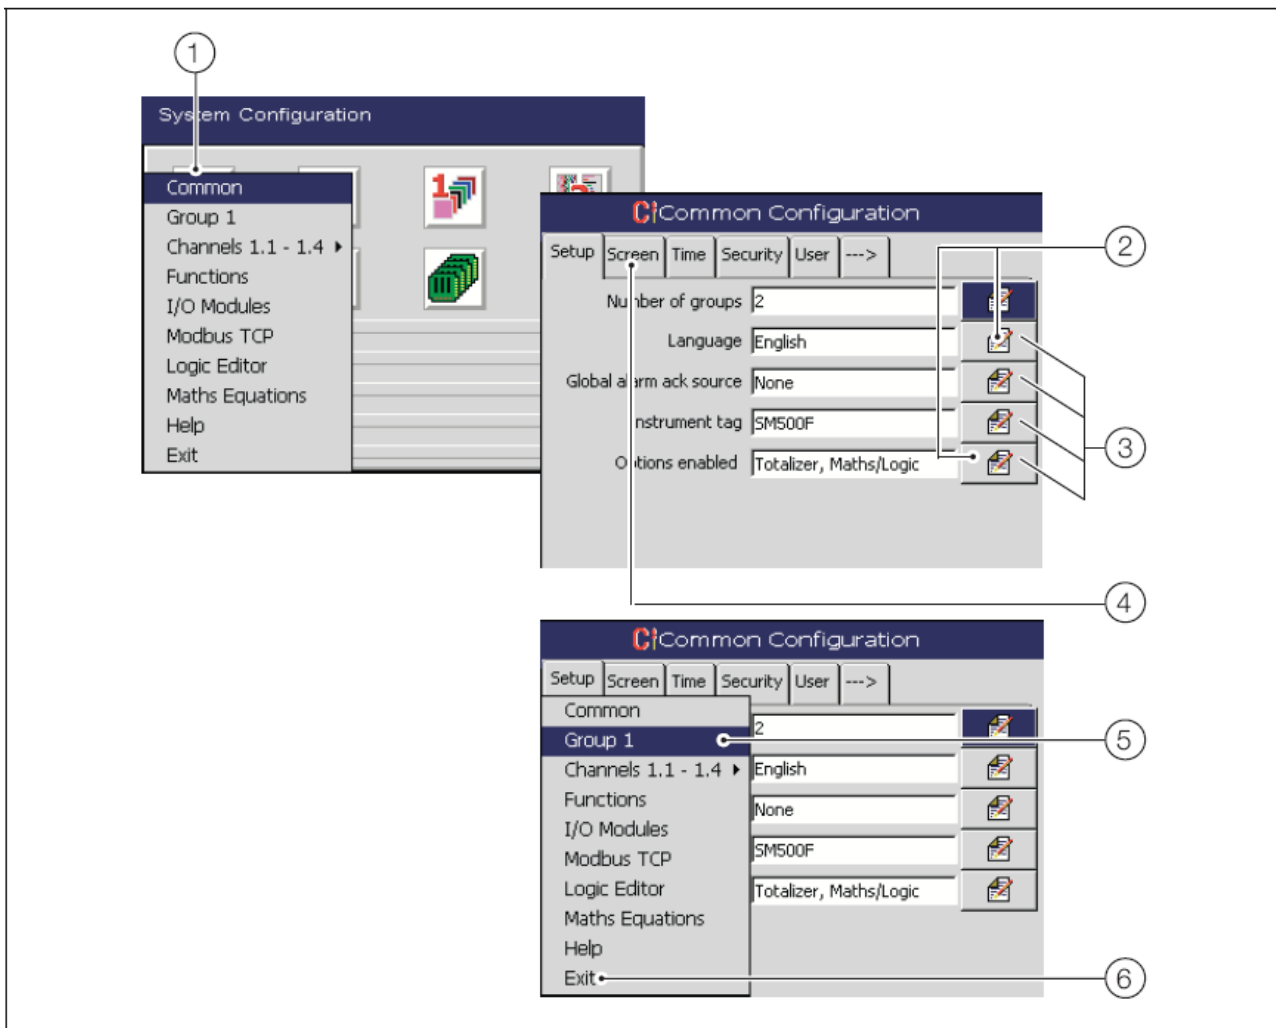 1
System Configuration
Common
Group 1
Channels 1.1 - 1.4
Functions
I/O Modules
Modbus TCP
Logic Editor
Maths Equations
Help
Exit
1
Common Configuration
Setup Screen Time Security User --->
2
Number of groups 2
Language English
Global alarm ack source None
Instrument tag SM500F
Options enabled Totalizer, Maths/Logic
3
4
Common Configuration
Setup Screen Time Security User --->
Common
2
Group 1
5
Channels 1.1 - 1.4
English
Functions
None
I/O Modules
Modbus TCP
SM500F
Logic Editor
Totalizer, Maths/Logic
Maths Equations
Help
Exit
6